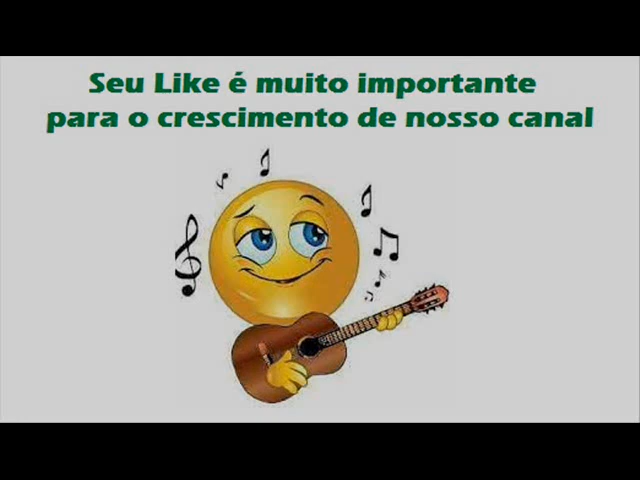 Seu Like é muito importante
para o crescimento de nosso canal